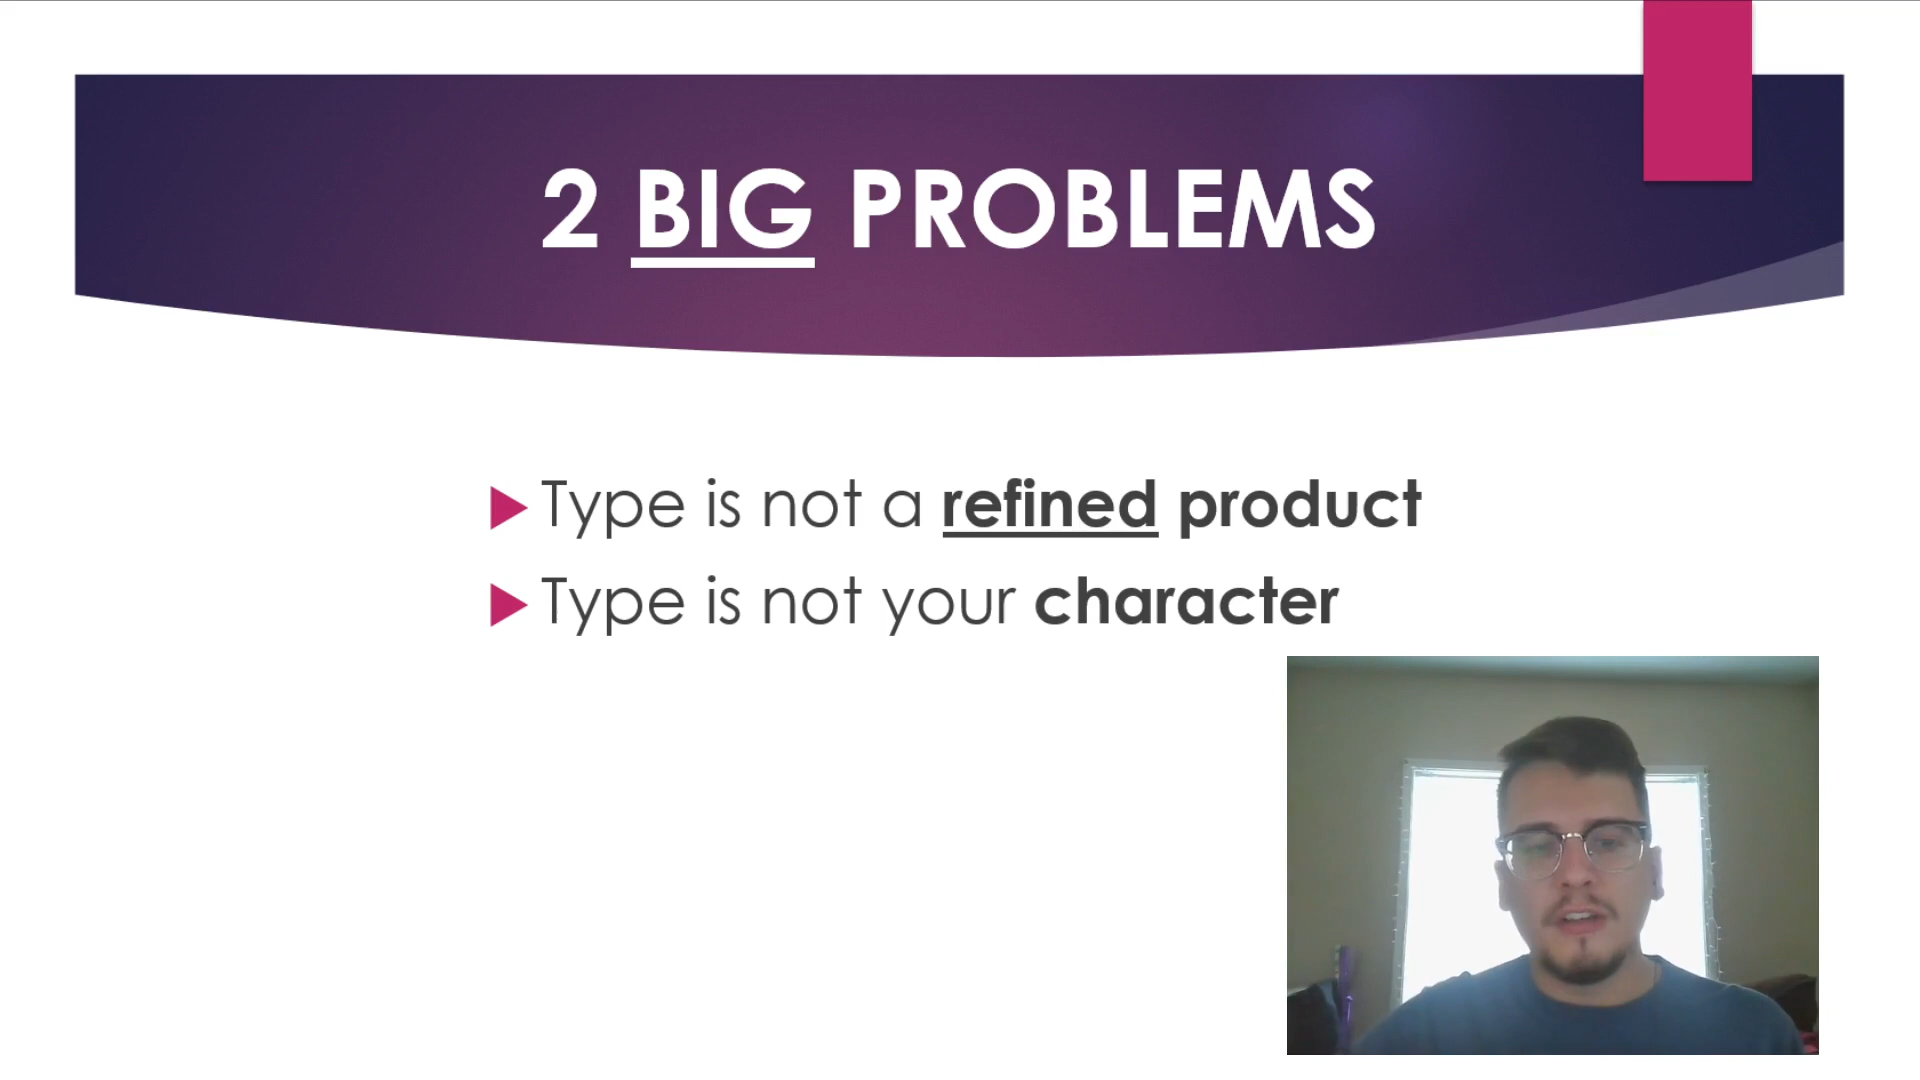 2 BIG PROBLEMS
Type is not a refined product
Type is not your character